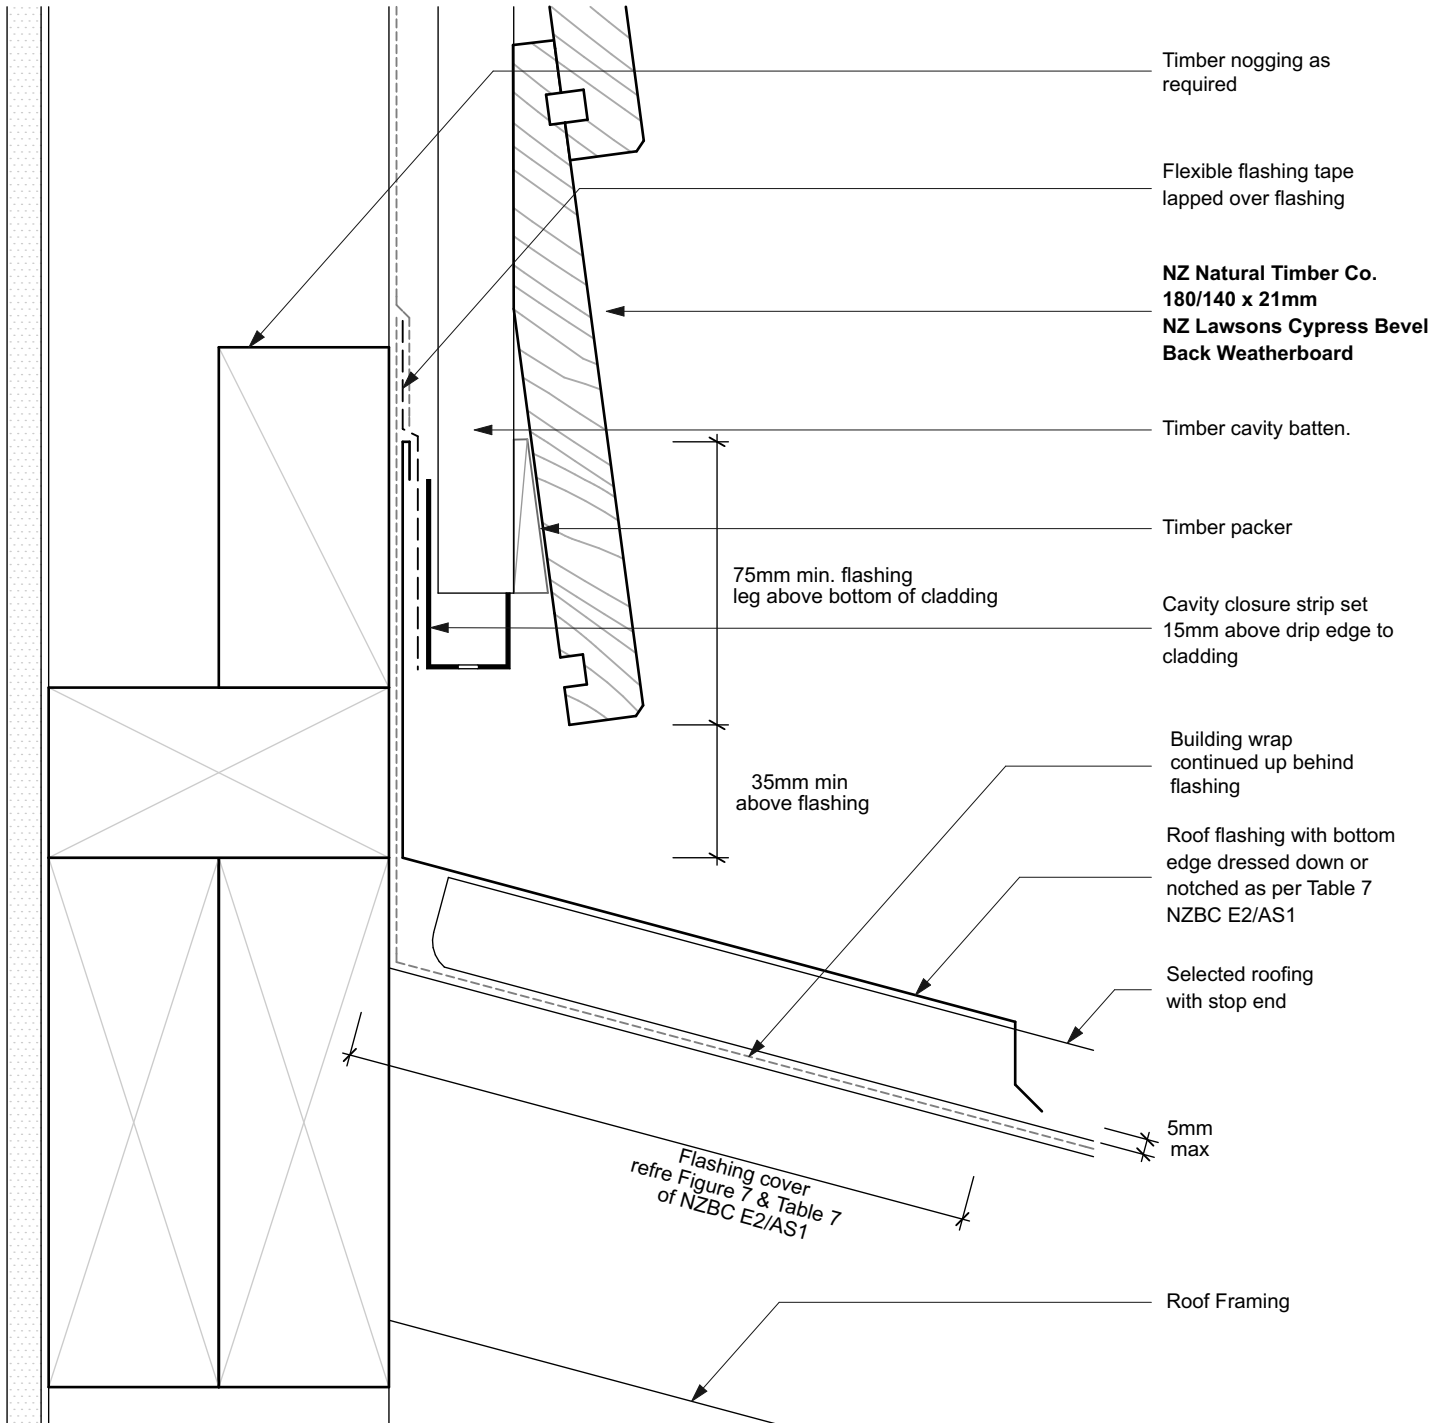 Timber nogging as
required
Flexible flashing tape
lapped over flashing
NZ Natural Timber Co.
180/140 x 21mm
NZ Lawsons Cypress Bevel
Back Weatherboard
Timber cavity batten.
Timber packer
75mm min. flashing
leg above bottom of cladding
Cavity closure strip set
15mm above drip edge to
cladding
Building wrap
continued up behind
flashing
35mm min
above flashing
Roof flashing with bottom
edge dressed down or
notched as per Table 7
NZBC E2/AS1
Selected roofing
with stop end
5mm
max
Flashing cover
refre Figure 7 & Table 7
of NZBC E2/AS1
Roof Framing